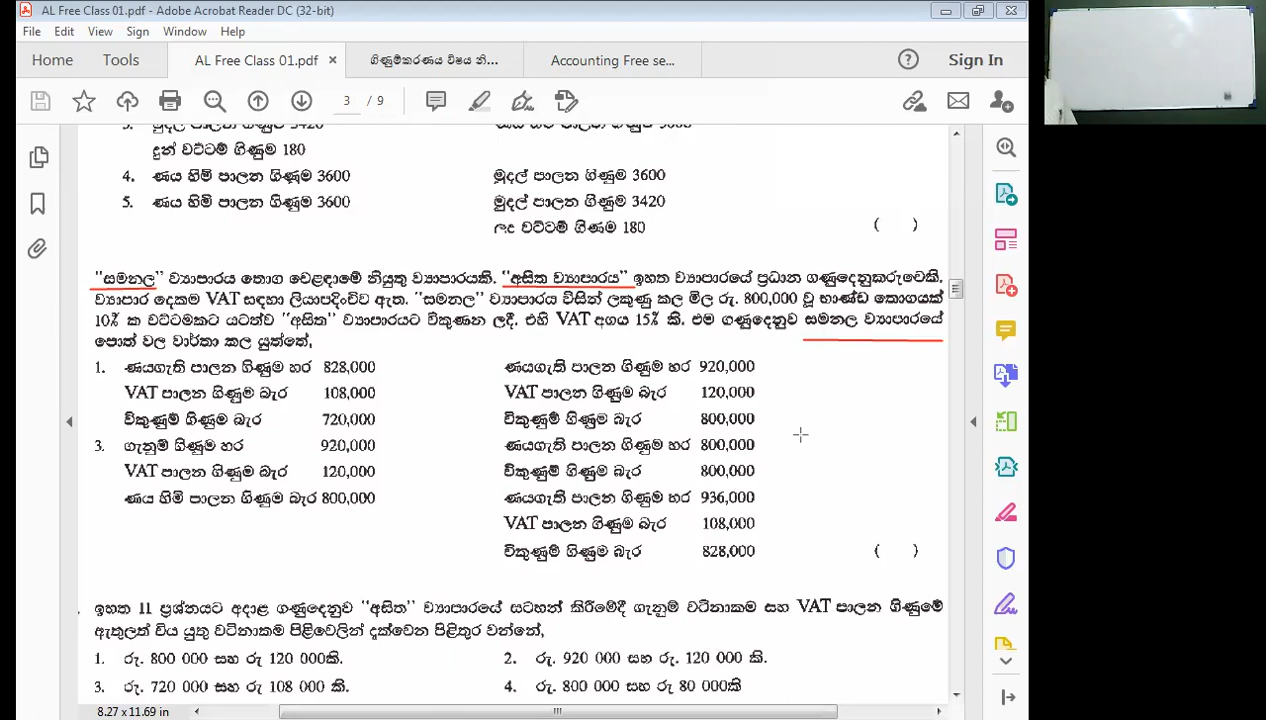 AL Free Class 01.pdf - Adobe Acrobat Reader DC (32-bit)
File Edit View Sign Window Help
Home Tools AL Free Class 01.pdf × ගිණුම්කරණය විෂය නි... Accounting Free se... Sign In
3 / 9
3. මුදල් පාලන ගිණුම 3420
දුන් වට්ටම් ගිණුම 180
4. ණය හිමි පාලන ගිණුම 3600 මුදල් පාලන ගිණුම 3600
5. ණය හිමි පාලන ගිණුම 3600 මුදල් පාලන ගිණුම 3420
ලද වට්ටම් ගිණුම 180 ( )
"සමනල" ව්‍යාපාරය තොග වෙළඳාමේ නියුතු ව්‍යාපාරයකි. "අසිත ව්‍යාපාරය" ඉහත ව්‍යාපාරයේ ප්‍රධාන ගණුදෙනුකරුවෙකි.
ව්‍යාපාර දෙකම VAT සඳහා ලියාපදිංචිව ඇත. "සමනල" ව්‍යාපාරය විසින් ලකුණු කල මිල රු. 800,000 වූ භාණ්ඩ තොගයක්
10% ක වට්ටමකට යටත්ව "අසිත" ව්‍යාපාරයට විකුණන ලදී. එහි VAT අගය 15% කි. එම ගණුදෙනුව සමනල ව්‍යාපාරයේ
පොත් වල වාර්තා කල යුත්තේ,
1. ණයගැති පාලන ගිණුම හර 828,000 ණයගැති පාලන ගිණුම හර 920,000
VAT පාලන ගිණුම බැර 108,000 VAT පාලන ගිණුම බැර 120,000
විකුණුම් ගිණුම බැර 720,000 විකුණුම් ගිණුම බැර 800,000
3. ගැනුම් ගිණුම හර 920,000 ණයගැති පාලන ගිණුම හර 800,000
VAT පාලන ගිණුම බැර 120,000 විකුණුම් ගිණුම බැර 800,000
ණය හිමි පාලන ගිණුම බැර 800,000 ණයගැති පාලන ගිණුම හර 936,000
VAT පාලන ගිණුම බැර 108,000
විකුණුම් ගිණුම බැර 828,000 ( )
ඉහත 11 ප්‍රශ්නයට අදාළ ගණුදෙනුව "අසිත" ව්‍යාපාරයේ සටහන් කිරීමේදී ගැනුම් වටිනාකම සහ VAT පාලන ගිණුමේ
ඇතුලත් විය යුතු වටිනාකම පිළිවෙලින් දැක්වෙන පිළිතුර වන්නේ,
1. රු. 800 000 සහ රු 120 000කි. 2. රු. 920 000 සහ රු. 120 000 කි.
3. රු. 720 000 සහ රු 108 000 කි. 4. රු. 800 000 සහ රු 80 000කි
8.27 x 11.69 in